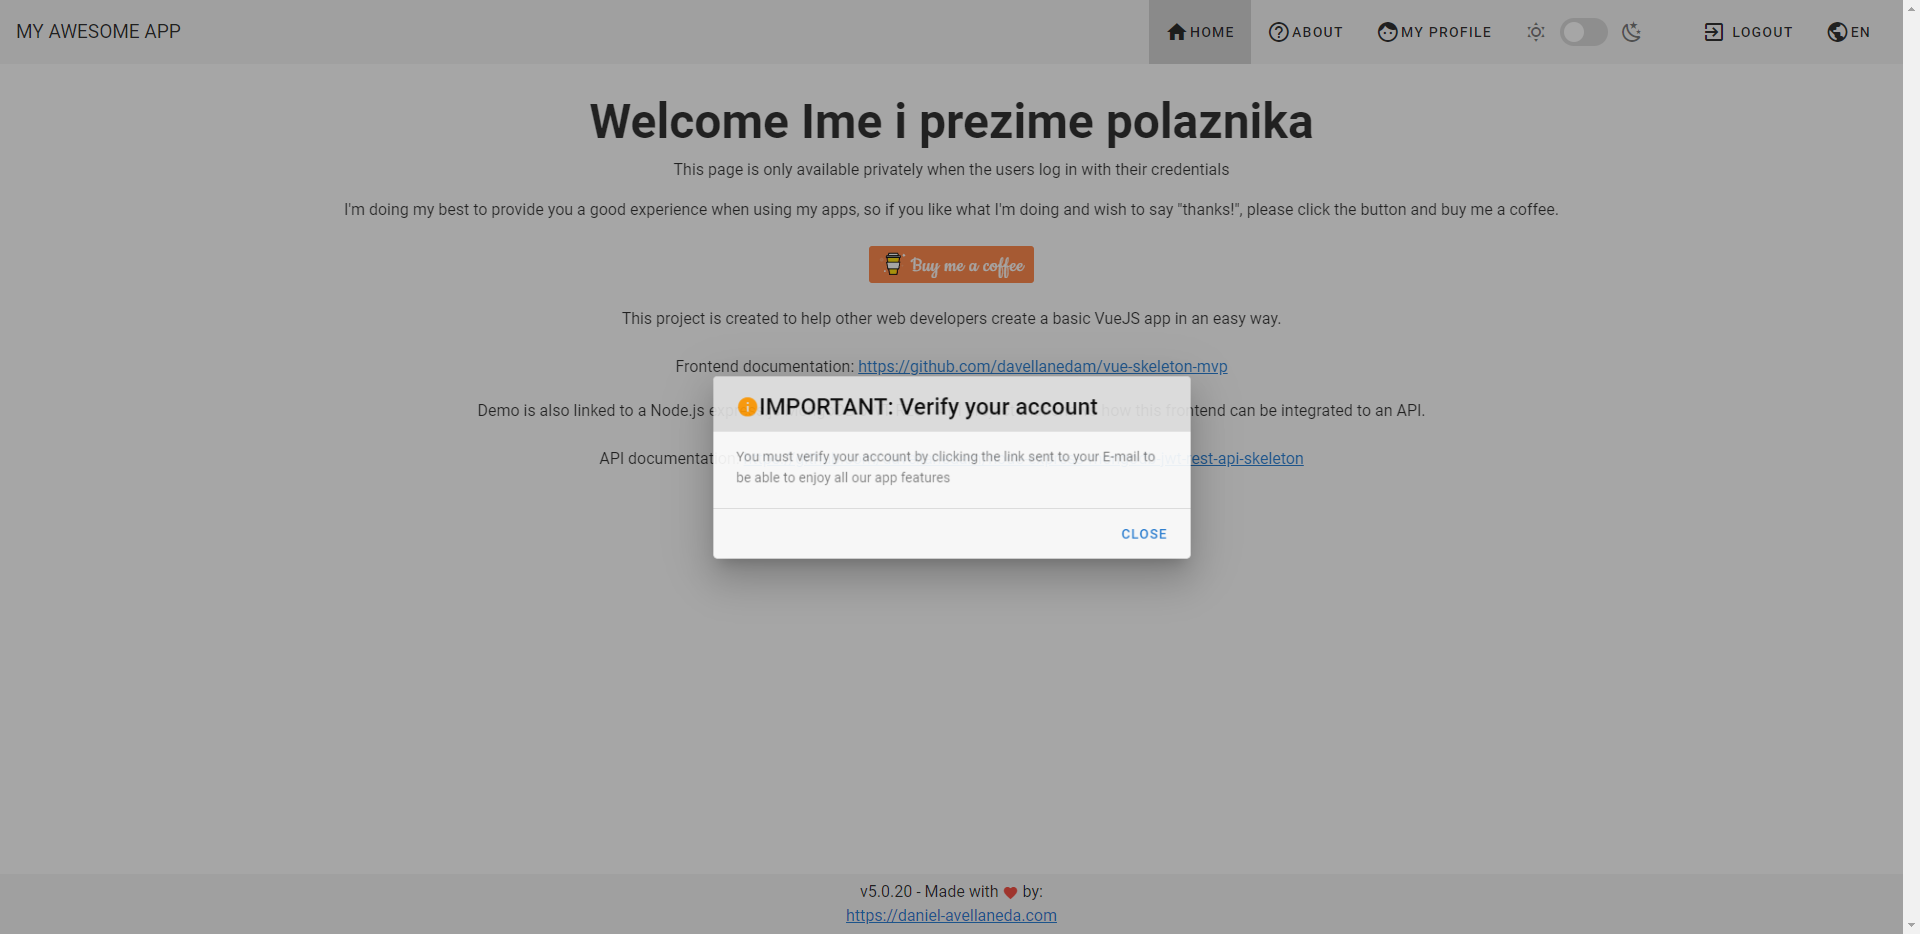 MY AWESOME APP
HOME
ABOUT
MY PROFILE
LOGOUT
EN
Welcome Ime i prezime polaznika
This page is only available privately when the users log in with their credentials
I'm doing my best to provide you a good experience when using my apps, so if you like what I'm doing and wish to say "thanks!", please click the button and buy me a coffee.
Buy me a coffee
This project is created to help other web developers create a basic VueJS app in an easy way.
Frontend documentation: https://github.com/davellanedam/vue-skeleton-mvp
Demo is also linked to a Node.js how this frontend can be integrated to an API.
API documentation rest-api-skeleton
IMPORTANT: Verify your account
You must verify your account by clicking the link sent to your E-mail to
be able to enjoy all our app features
CLOSE
v5.0.20 - Made with by:
https://daniel-avellaneda.com